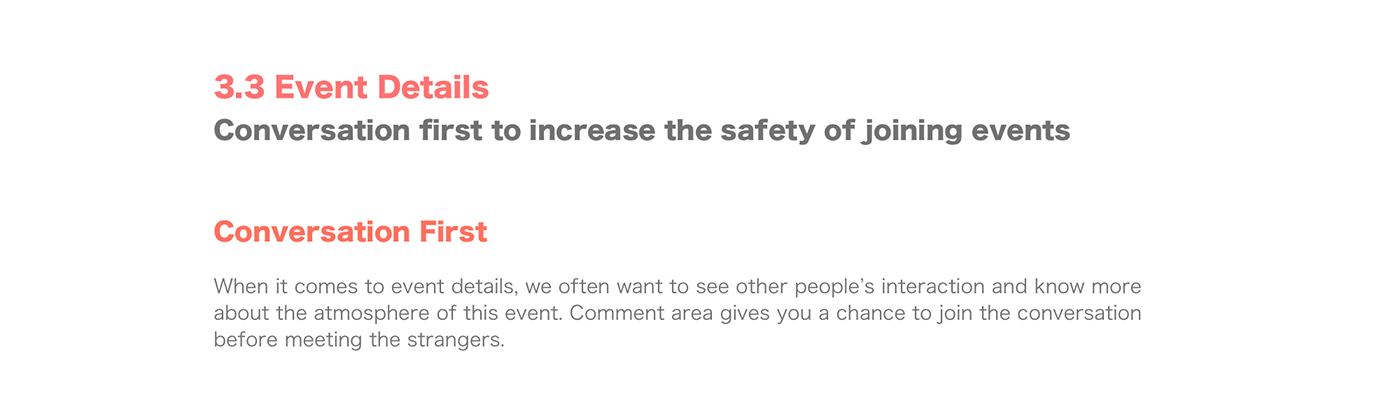 3.3 Event Details
Conversation first to increase the safety of joining events
Conversation First
When it comes to event details, we often want to see other people’s interaction and know more
about the atmosphere of this event. Comment area gives you a chance to join the conversation
before meeting the strangers.